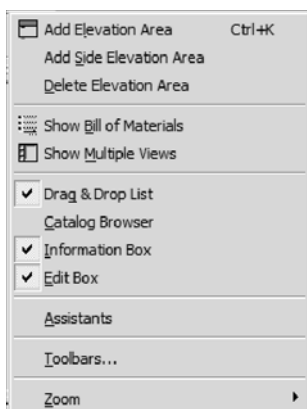 Add Elevation Area Ctrl+K
Add Side Elevation Area
Delete Elevation Area
Show Bill of Materials
Show Multiple Views
Drag & Drop List
Catalog Browser
Information Box
Edit Box
Assistants
Toolbars...
Zoom